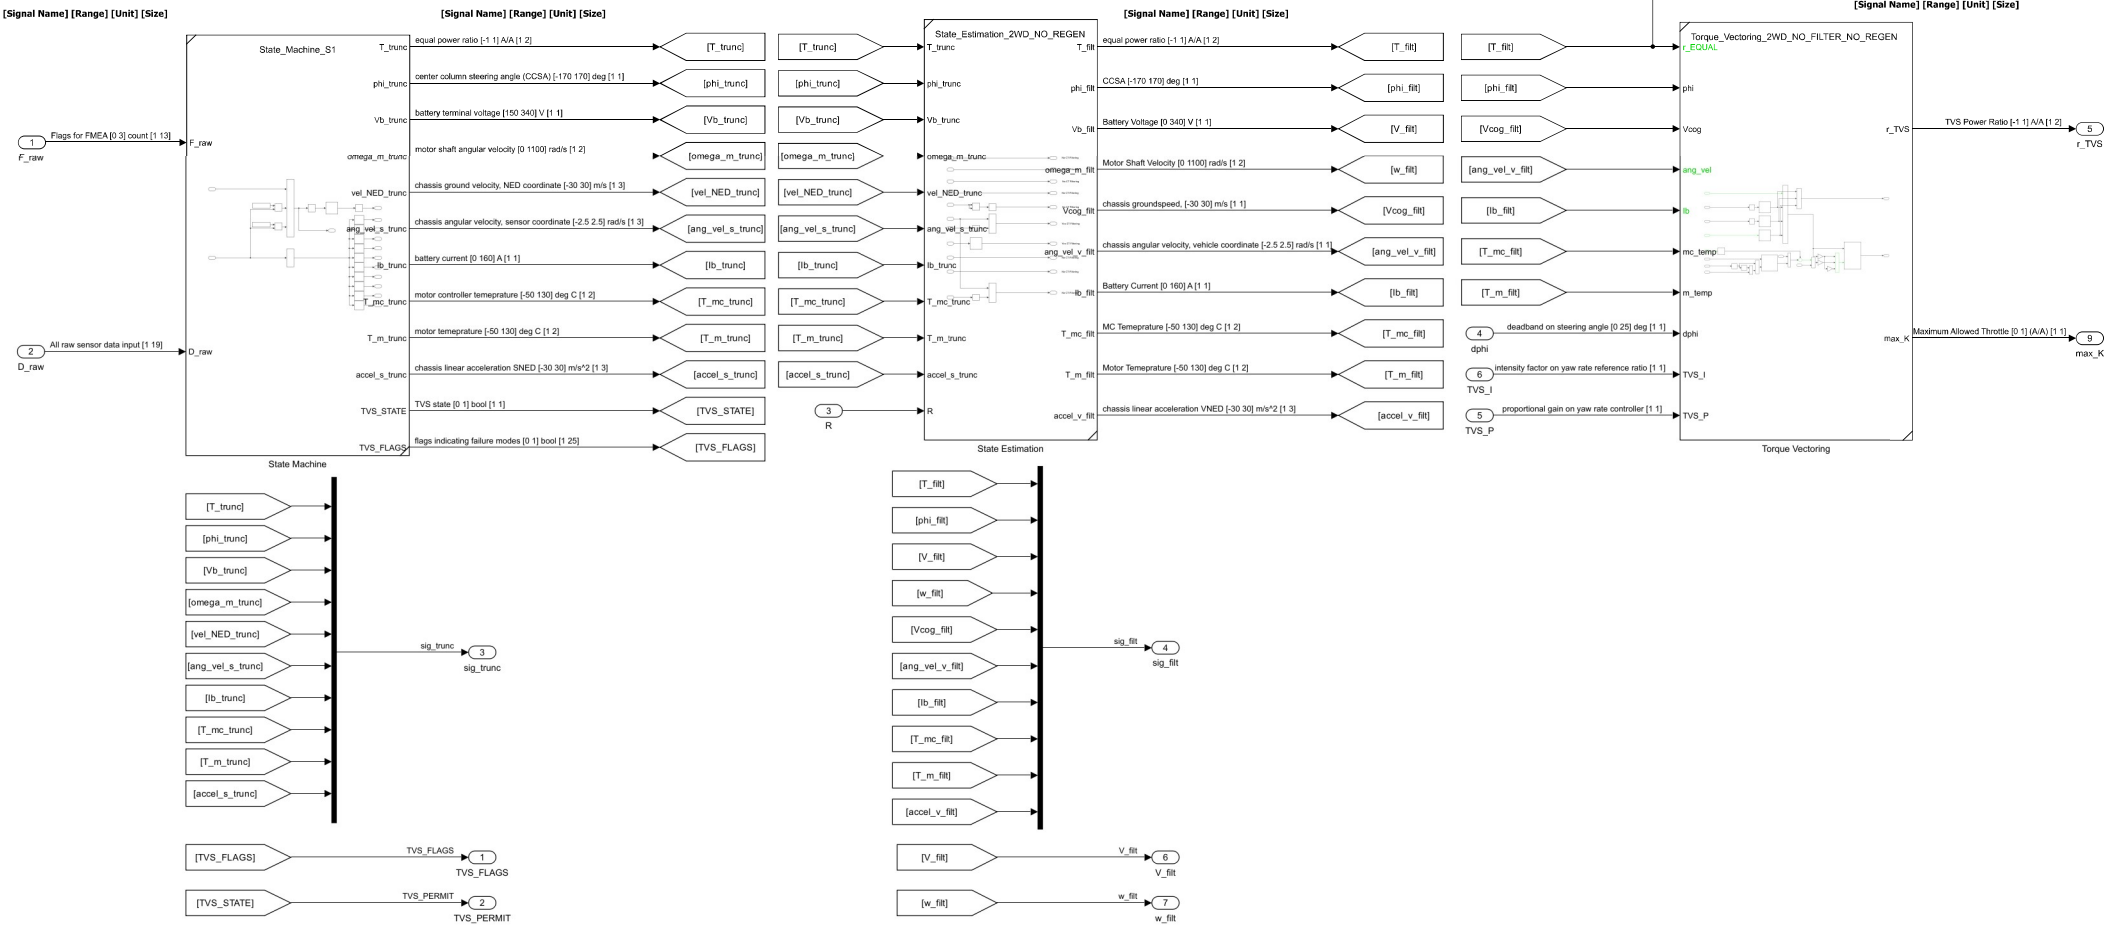 [Signal Name] [Range] [Unit] [Size]
[Signal Name] [Range] [Unit] [Size]
[Signal Name] [Range] [Unit] [Size]
[Signal Name] [Range] [Unit] [Size]
1
F_raw
Flags for FMEA [0 3] count [1 13]
2
D_raw
All raw sensor data input [1 19]
State_Machine_S1
F_raw
D_raw
T_trunc
phi_trunc
Vb_trunc
omega_m_trunc
vel_NED_trunc
ang_vel_s_trunc
Ib_trunc
T_mc_trunc
T_m_trunc
accel_s_trunc
TVS_STATE
TVS_FLAGS
State Machine
equal power ratio [-1 1] A/A [1 2]
center column steering angle (CCSA) [-170 170] deg [1 1]
battery terminal voltage [150 340] V [1 1]
motor shaft angular velocity [0 1100] rad/s [1 2]
chassis ground velocity, NED coordinate [-30 30] m/s [1 3]
chassis angular velocity, sensor coordinate [-2.5 2.5] rad/s [1 3]
battery current [0 160] A [1 1]
motor controller temeprature [-50 130] deg C [1 2]
motor temeprature [-50 130] deg C [1 2]
chassis linear acceleration SNED [-30 30] m/s^2 [1 3]
TVS state [0 1] bool [1 1]
flags indicating failure modes [0 1] bool [1 25]
[T_trunc]
[phi_trunc]
[Vb_trunc]
[omega_m_trunc]
[vel_NED_trunc]
[ang_vel_s_trunc]
[Ib_trunc]
[T_mc_trunc]
[T_m_trunc]
[accel_s_trunc]
[TVS_STATE]
[TVS_FLAGS]
[T_trunc]
[phi_trunc]
[Vb_trunc]
[omega_m_trunc]
[vel_NED_trunc]
[ang_vel_s_trunc]
[Ib_trunc]
[T_mc_trunc]
[T_m_trunc]
[accel_s_trunc]
3
R
State_Estimation_2WD_NO_REGEN
T_trunc
phi_trunc
Vb_trunc
omega_m_trunc
vel_NED_trunc
ang_vel_s_trunc
Ib_trunc
T_mc_trunc
T_m_trunc
accel_s_trunc
R
T_filt
phi_filt
Vb_filt
omega_m_filt
Vcog_filt
ang_vel_v_filt
Ib_filt
T_mc_filt
T_m_filt
accel_v_filt
State Estimation
equal power ratio [-1 1] A/A [1 2]
CCSA [-170 170] deg [1 1]
Battery Voltage [0 340] V [1 1]
Motor Shaft Velocity [0 1100] rad/s [1 2]
chassis groundspeed, [-30 30] m/s [1 1]
chassis angular velocity, vehicle coordinate [-2.5 2.5] rad/s [1 1]
Battery Current [0 160] A [1 1]
MC Temeprature [-50 130] deg C [1 2]
Motor Temeprature [-50 130] deg C [1 2]
chassis linear acceleration VNED [-30 30] m/s^2 [1 3]
[T_filt]
[phi_filt]
[V_filt]
[w_filt]
[Vcog_filt]
[ang_vel_v_filt]
[Ib_filt]
[T_mc_filt]
[T_m_filt]
[accel_v_filt]
[T_filt]
[phi_filt]
[Vcog_filt]
[ang_vel_v_filt]
[Ib_filt]
[T_mc_filt]
[T_m_filt]
4
dphi
deadband on steering angle [0 25] deg [1 1]
6
TVS_I
intensity factor on yaw rate reference ratio [1 1]
5
TVS_P
proportional gain on yaw rate controller [1 1]
Torque_Vectoring_2WD_NO_FILTER_NO_REGEN
r_EQUAL
phi
Vcog
ang_vel
Ib
mc_temp
m_temp
dphi
TVS_I
TVS_P
r_TVS
max_K
Torque Vectoring
TVS Power Ratio [-1 1] A/A [1 2]
5
r_TVS
Maximum Allowed Throttle [0 1] (A/A) [1 1]
9
max_K
[T_trunc]
[phi_trunc]
[Vb_trunc]
[omega_m_trunc]
[vel_NED_trunc]
[ang_vel_s_trunc]
[Ib_trunc]
[T_mc_trunc]
[T_m_trunc]
[accel_s_trunc]
sig_trunc
3
sig_trunc
[TVS_FLAGS]
TVS_FLAGS
1
TVS_FLAGS
[TVS_STATE]
TVS_PERMIT
2
TVS_PERMIT
[T_filt]
[phi_filt]
[V_filt]
[w_filt]
[Vcog_filt]
[ang_vel_v_filt]
[Ib_filt]
[T_mc_filt]
[T_m_filt]
[accel_v_filt]
sig_filt
4
sig_filt
[V_filt]
V_filt
6
V_filt
[w_filt]
w_filt
7
w_filt